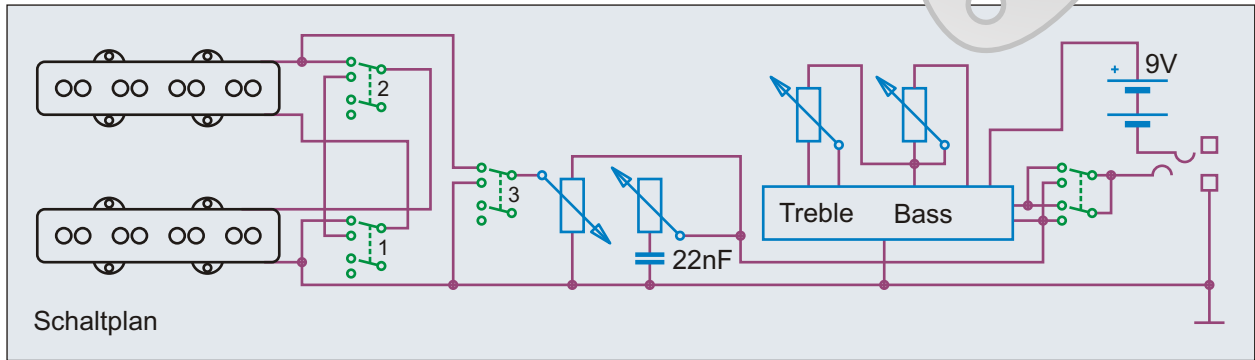 2
1
3
22nF
Treble Bass
+ 9V
Schaltplan